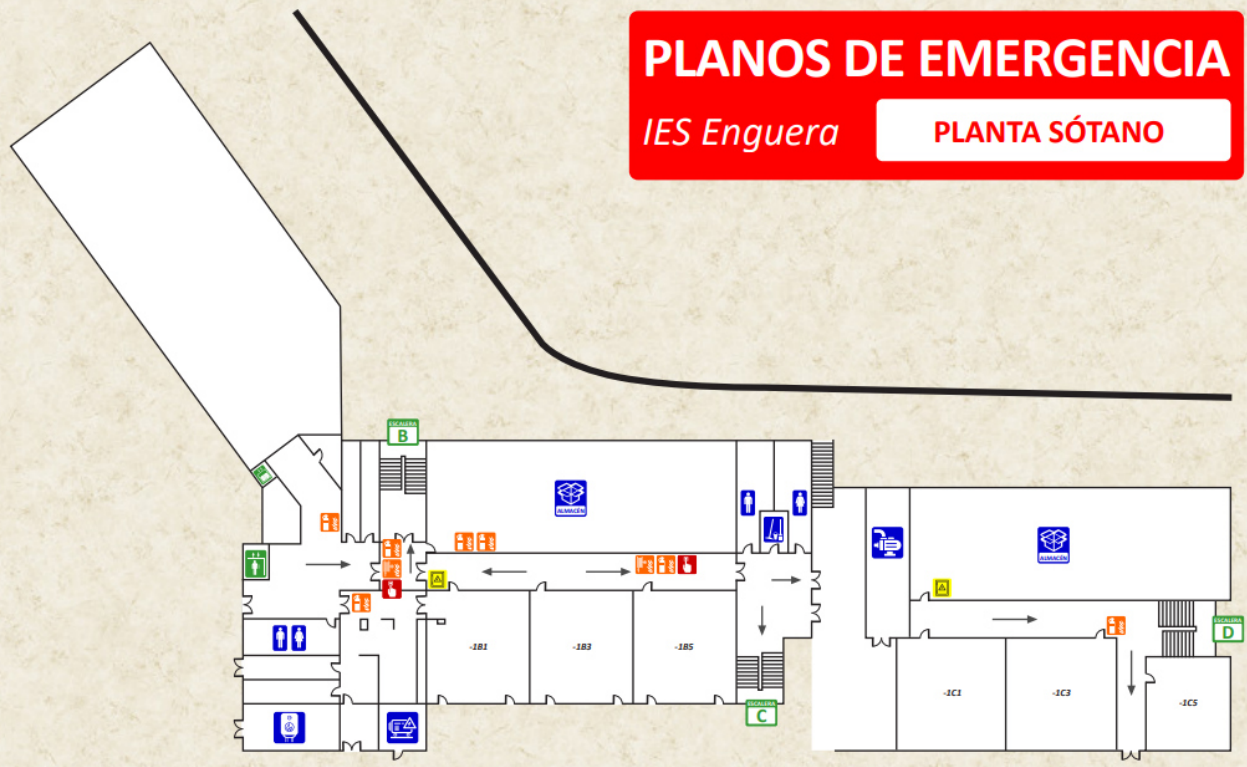 PLANOS DE EMERGENCIA
IES Enguera
PLANTA SÓTANO
ESCALERA
B
ALMACÉN
ALMACÉN
ESCALERA
D
-1B1
-1B3
-1B5
-1C1
-1C3
-1C5
ESCALERA
C